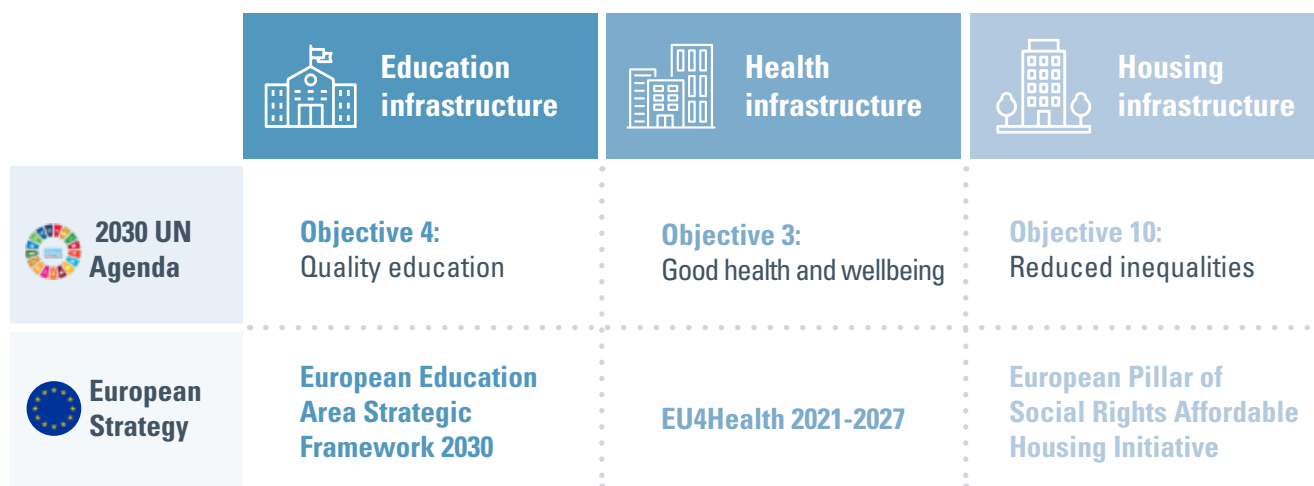 Education
infrastructure
Health
infrastructure
Housing
infrastructure
2030 UN
Agenda
Objective 4:
Quality education
Objective 3:
Good health and wellbeing
Objective 10:
Reduced inequalities
European
Strategy
European Education
Area Strategic
Framework 2030
EU4Health 2021-2027
European Pillar of
Social Rights Affordable
Housing Initiative